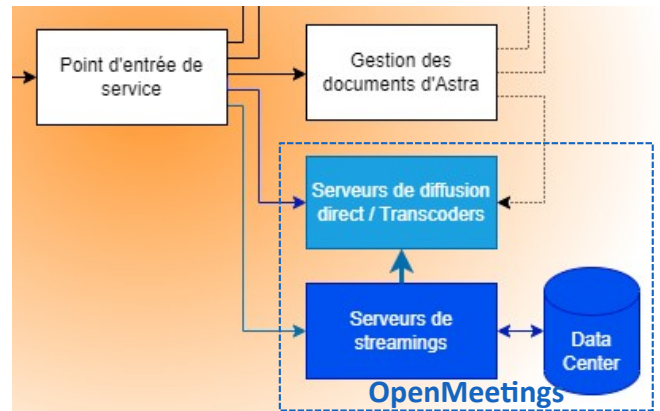 Point d'entrée de
service
Gestion des
documents d'Astra
Serveurs de diffusion
direct / Transcoders
Serveurs de
streamings
Data
Center
OpenMeetings